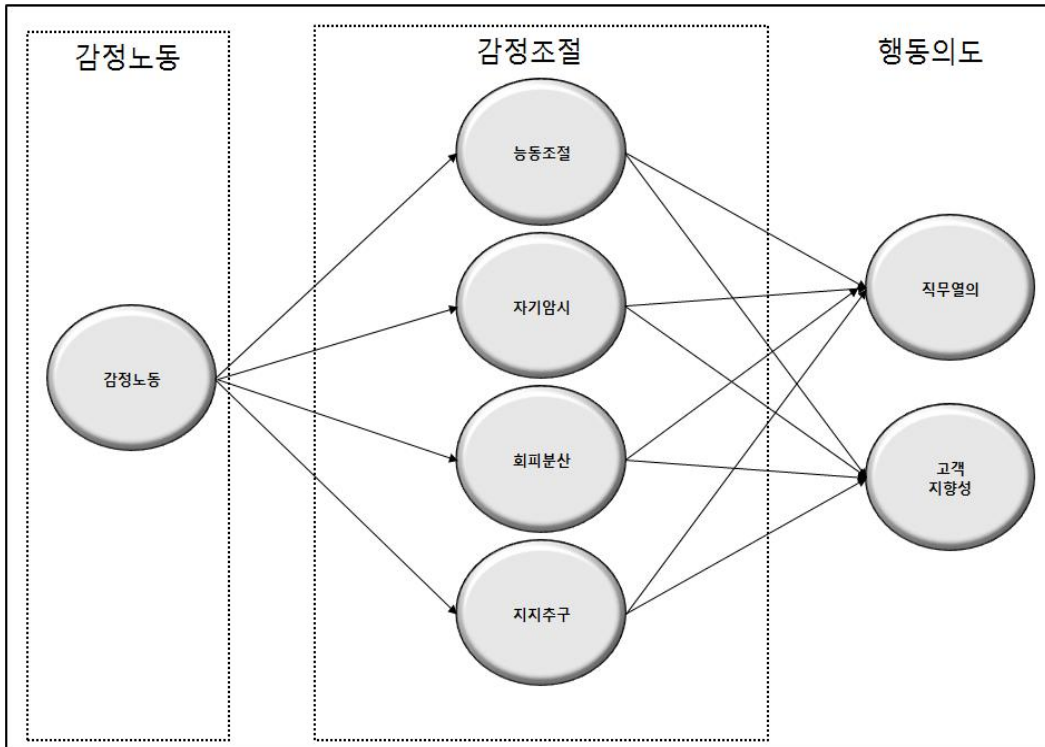 감정노동
감정조절
행동의도
능동조절
자기암시
회피분산
지지추구
감정노동
직무열의
고객
지향성